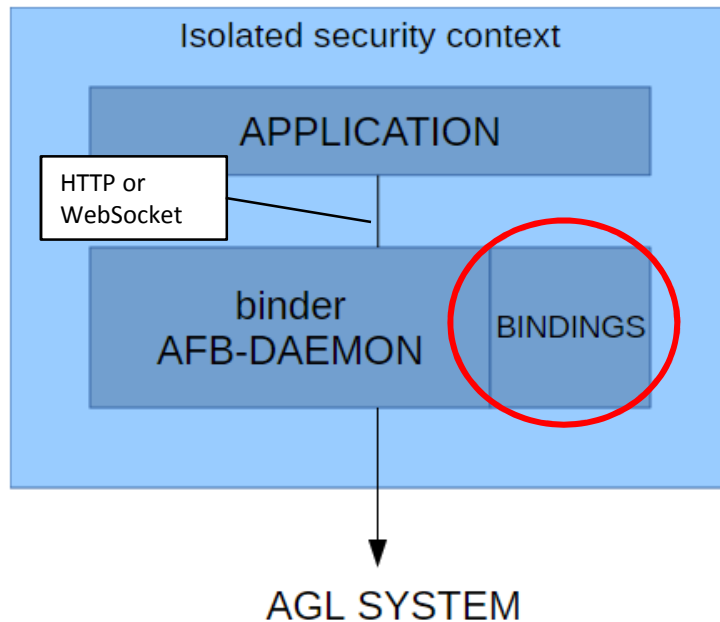 Isolated security context
APPLICATION
HTTP or
WebSocket
binder
AFB-DAEMON
BINDINGS
AGL SYSTEM